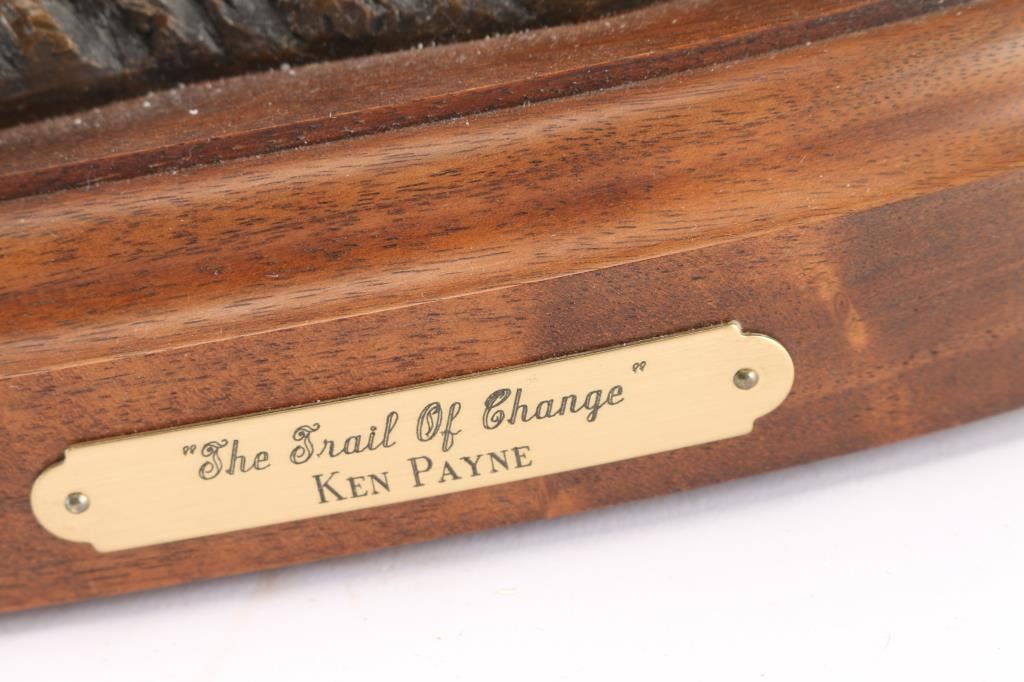 "The Trail Of Change"
KEN PAYNE